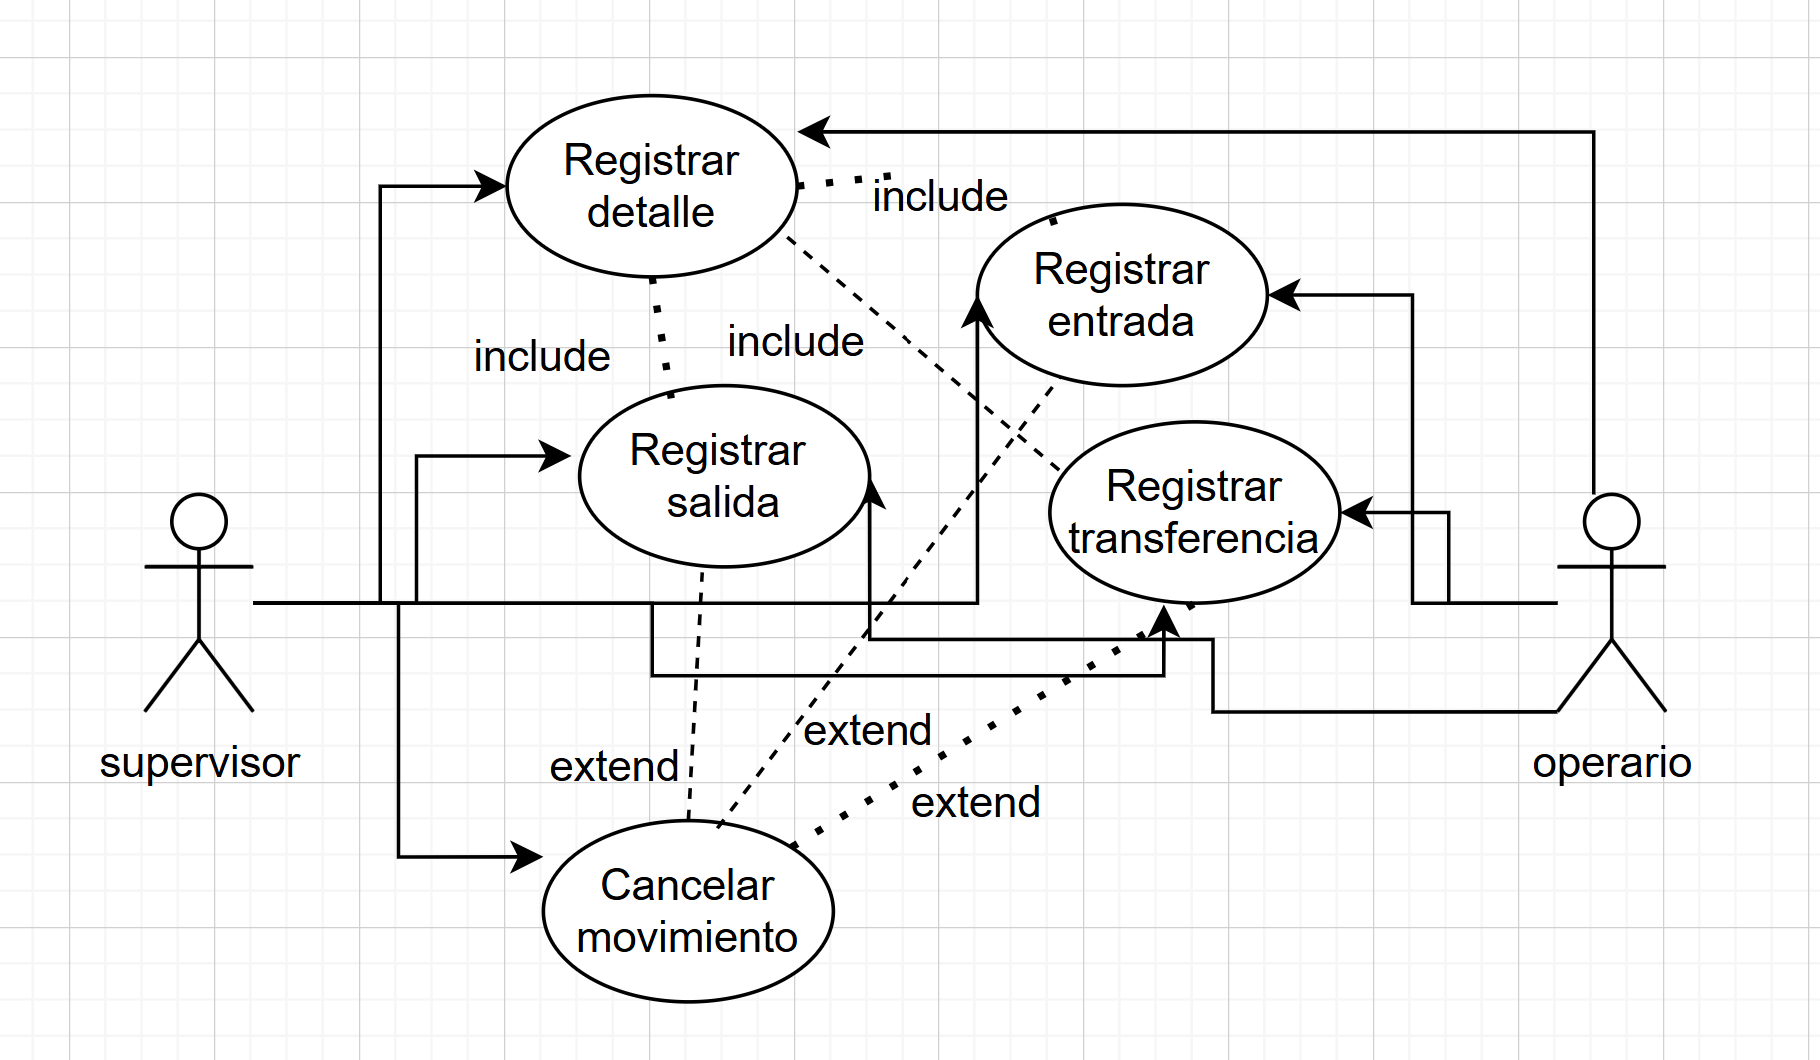 Registrar
detalle
include
Registrar
entrada
include
include
Registrar
salida
Registrar
transferencia
supervisor
operario
extend
extend
extend
Cancelar
movimiento